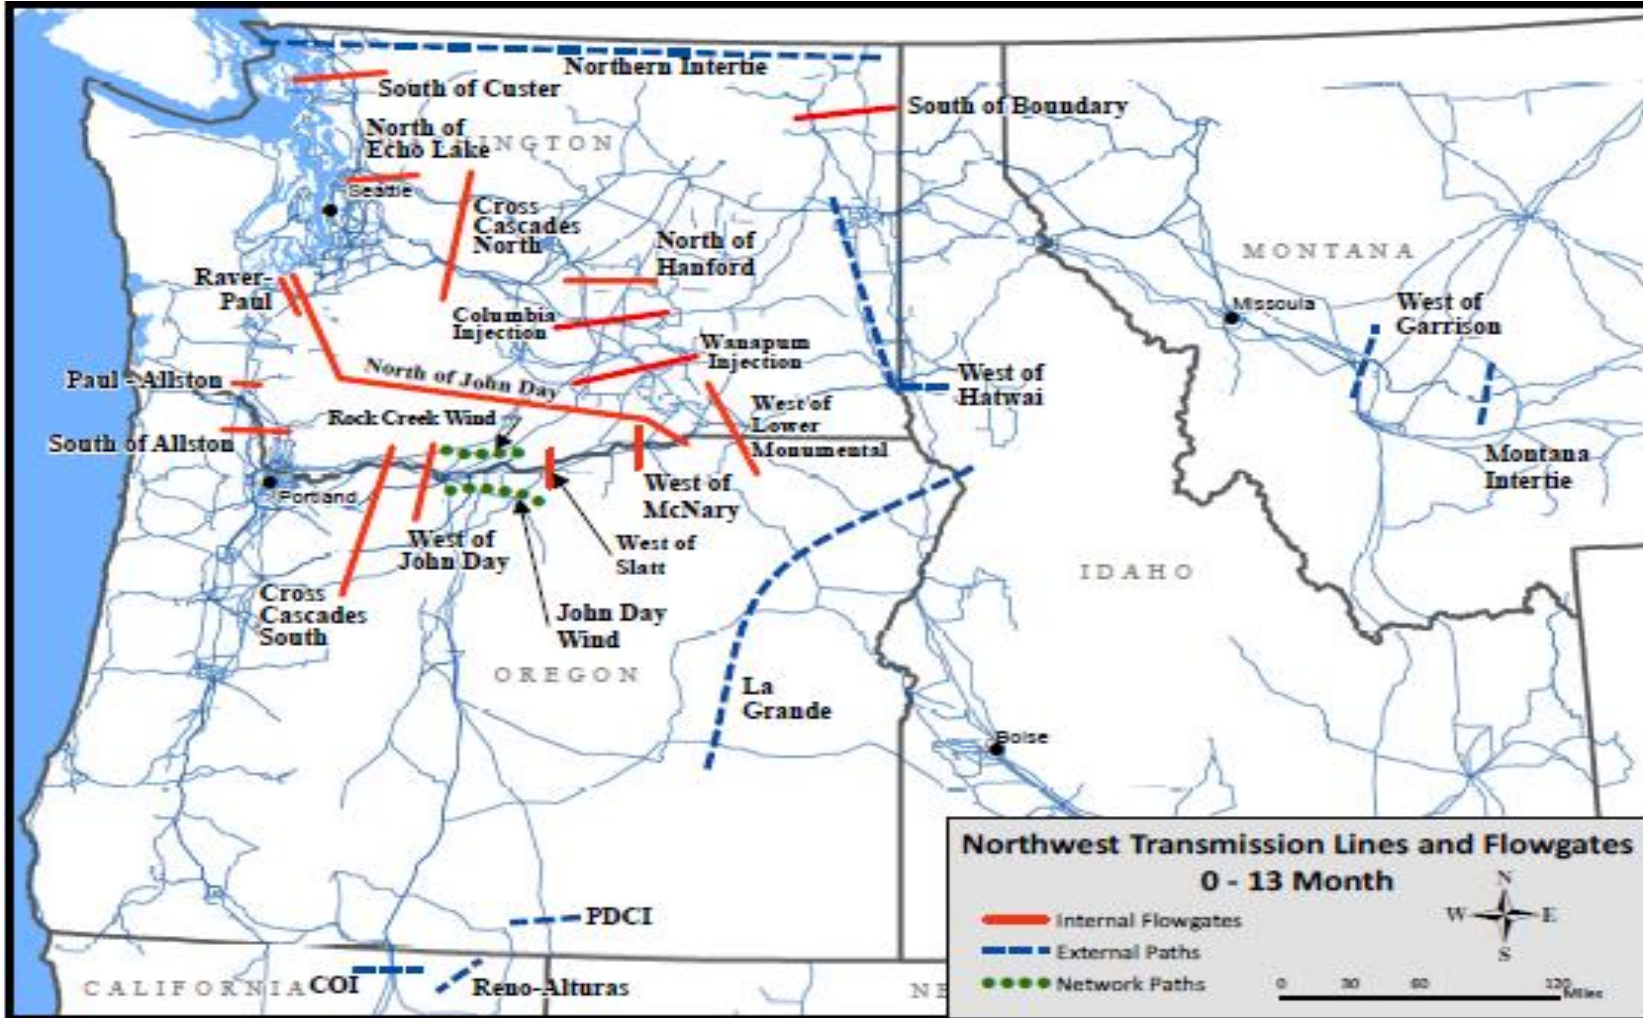 Northern Intertie
South of Custer
South of Boundary
North of
Echo Lake
INGTON
Seattle
Cross
Cascades
North
North of
Hanford
MONTANA
Raver-
Paul
Missoula
West of
Garrison
Columbia
Injection
Wanapum
Injection
Paul - Allston
North of John Day
West of
Hatwai
Rock Creek Wind
West of
Lower
Monumental
South of Allston
Montana
Intertie
Portland
West of
McNary
West of
John Day
West of
Slatt
IDAHO
Cross
Cascades
South
John Day
Wind
OREGON
La
Grande
Boise
PDCI
COI
Reno-Alturas
CALIFORNIA
NE
Northwest Transmission Lines and Flowgates
0 - 13 Month
Internal Flowgates
External Paths
Network Paths
N
W E
S
0 30 60 120
Miles